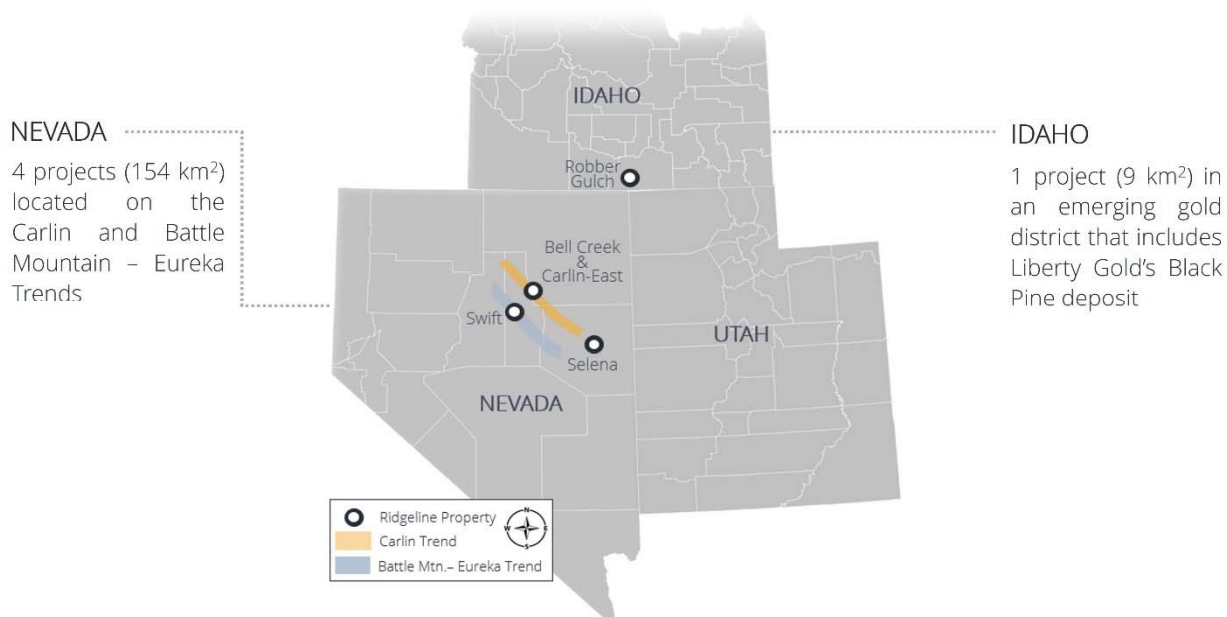 NEVADA
4 projects (154 km²)
located on the
Carlin and Battle
Mountain – Eureka
Trends
IDAHO
Robber
Gulch
Bell Creek
&
Carlin-East
Swift
Selena
UTAH
NEVADA
IDAHO
1 project (9 km²) in
an emerging gold
district that includes
Liberty Gold’s Black
Pine deposit
Ridgeline Property
Carlin Trend
Battle Mtn.– Eureka Trend
N
W E
S